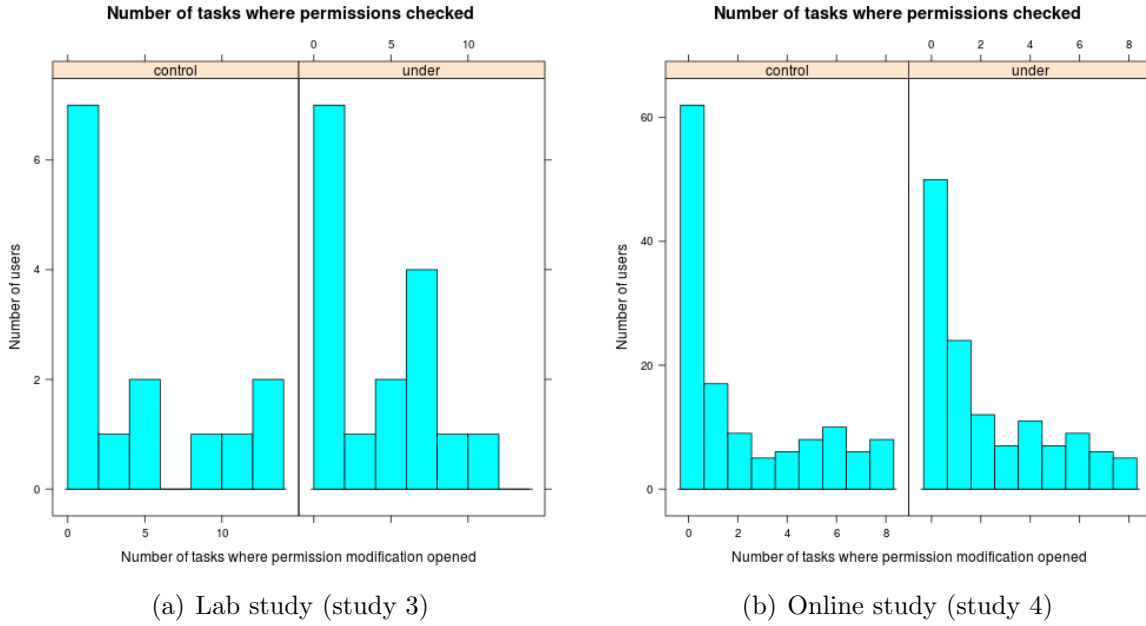 Number of tasks where permissions checked
0 5 10
control under
6
4
2
0
Number of users
0 5 10
Number of tasks where permission modification opened
(a) Lab study (study 3)
Number of tasks where permissions checked
0 2 4 6 8
control under
60
40
20
0
Number of users
0 2 4 6 8
Number of tasks where permission modification opened
(b) Online study (study 4)